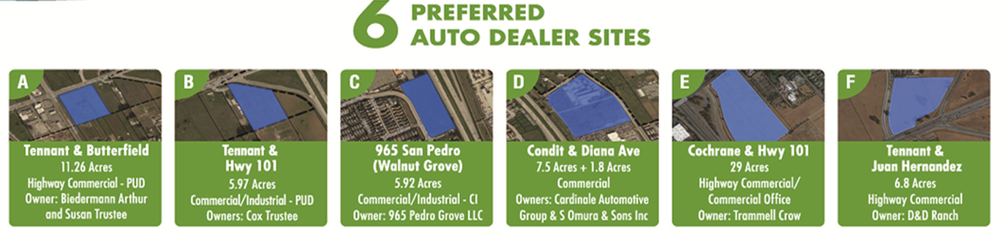 6 PREFERRED
AUTO DEALER SITES
A
Tennant & Butterfield
11.26 Acres
Highway Commercial - PUD
Owner: Biedermann Arthur
and Susan Trustee
B
Tennant &
Hwy 101
5.97 Acres
Commercial/Industrial - PUD
Owners: Cox Trustee
C
965 San Pedro
(Walnut Grove)
5.92 Acres
Commercial/Industrial - CI
Owner: 965 Pedro Grove LLC
D
Condit & Diana Ave
7.5 Acres + 1.8 Acres
Commercial
Owners: Cardinale Automotive
Group & S Omura & Sons Inc
E
Cochrane & Hwy 101
29 Acres
Highway Commercial/
Commercial Office
Owner: Trammell Crow
F
Tennant &
Juan Hernandez
6.8 Acres
Highway Commercial
Owner: D&D Ranch